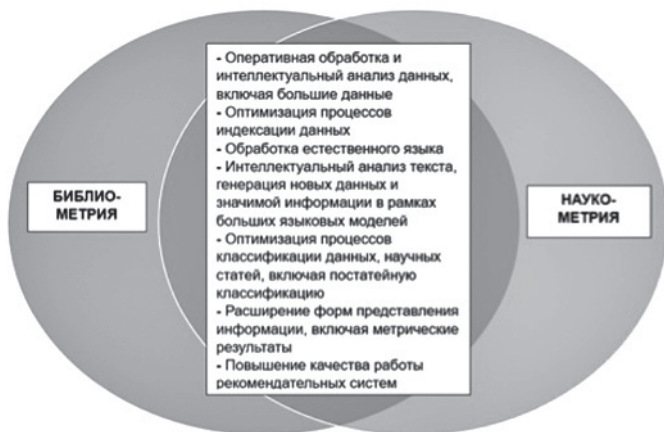 - Оперативная обработка и
интеллектуальный анализ данных,
включая большие данные
- Оптимизация процессов
индексации данных
- Обработка естественного языка
- Интеллектуальный анализ текста,
генерация новых данных и
значимой информации в рамках
больших языковых моделей
- Оптимизация процессов
классификации данных, научных
статей, включая постатейную
классификацию
- Расширение форм представления
информации, включая метрические
результаты
- Повышение качества работы
рекомендательных систем
БИБЛИО-
МЕТРИЯ
НАУКО-
МЕТРИЯ